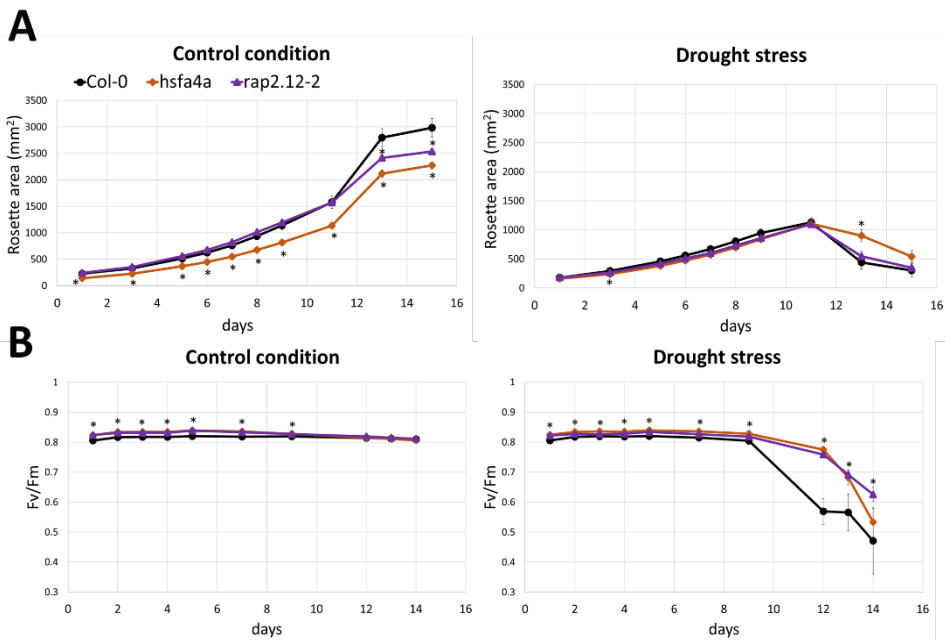 A
Control condition
Col-0 hsfa4a rap2.12-2
Rosette area (mm²)
3500
3000
2500
2000
1500
1000
500
0
* * * * * * * * * * * *
0 2 4 6 8 10 12 14 16
days
Drought stress
Rosette area (mm²)
3500
3000
2500
2000
1500
1000
500
0
* *
0 2 4 6 8 10 12 14 16
days
B
Control condition
Fv/Fm
1
0.9
0.8
0.7
0.6
0.5
0.4
0.3
* * * * * * *
0 2 4 6 8 10 12 14 16
days
Drought stress
Fv/Fm
1
0.9
0.8
0.7
0.6
0.5
0.4
0.3
* * * * * * * * * *
0 2 4 6 8 10 12 14 16
days